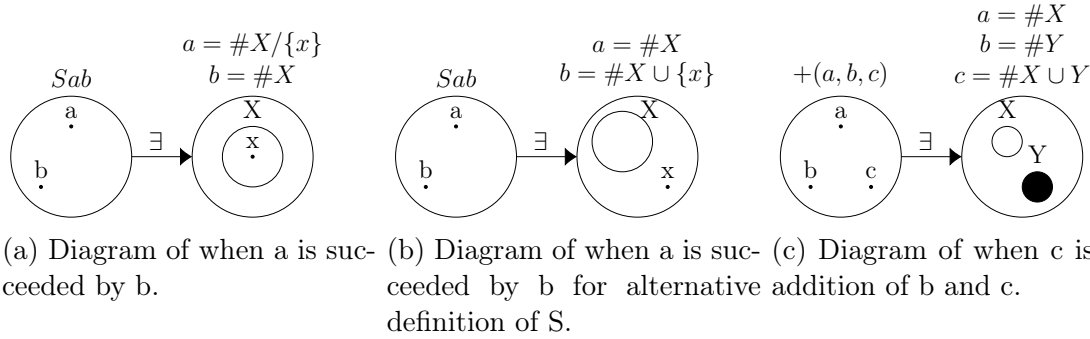 a = #X/{x}
b = #X
Sab
a
b
∃
X
x
(a) Diagram of when a is suc-
ceeded by b.
a = #X
b = #X ∪ {x}
Sab
a
b
∃
X
x
(b) Diagram of when a is suc-
ceeded by b for alternative
definition of S.
a = #X
b = #Y
c = #X ∪ Y
+(a, b, c)
a
b
c
∃
X
Y
(c) Diagram of when c is
addition of b and c.